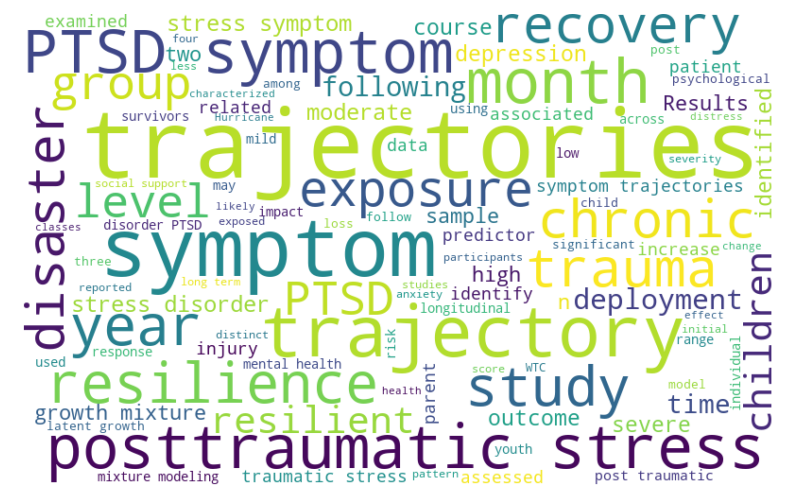 examined
stress symptom
course
recovery
PTSD
four
two
less
symptom
depression
post
patient
group
characterized
among
following
month
psychological
related
survivors
Hurricane
moderate
using
associated
Results
across
distress
identified
disaster
trajectories
mild
data
low
severity
social support
level
may
likely
exposure
symptom trajectories
child
classes
disorder PTSD
exposed
impact
loss
follow
sample
chronic
children
three
symptom
predictor
participants
significant
increase
change
reported
long term
PTSD
studies
anxiety
high
identify
trauma
n
deployment
stress disorder
longitudinal
year
trajectory
effect
initial
range
distinct
response
injury
risk
used
mental health
score
WTC
model
individual
resilience
health
parent
study
time
growth mixture
resilient
outcome
severe
latent growth
posttraumatic stress
youth
mixture modeling
traumatic stress
pattern
assessed
post traumatic